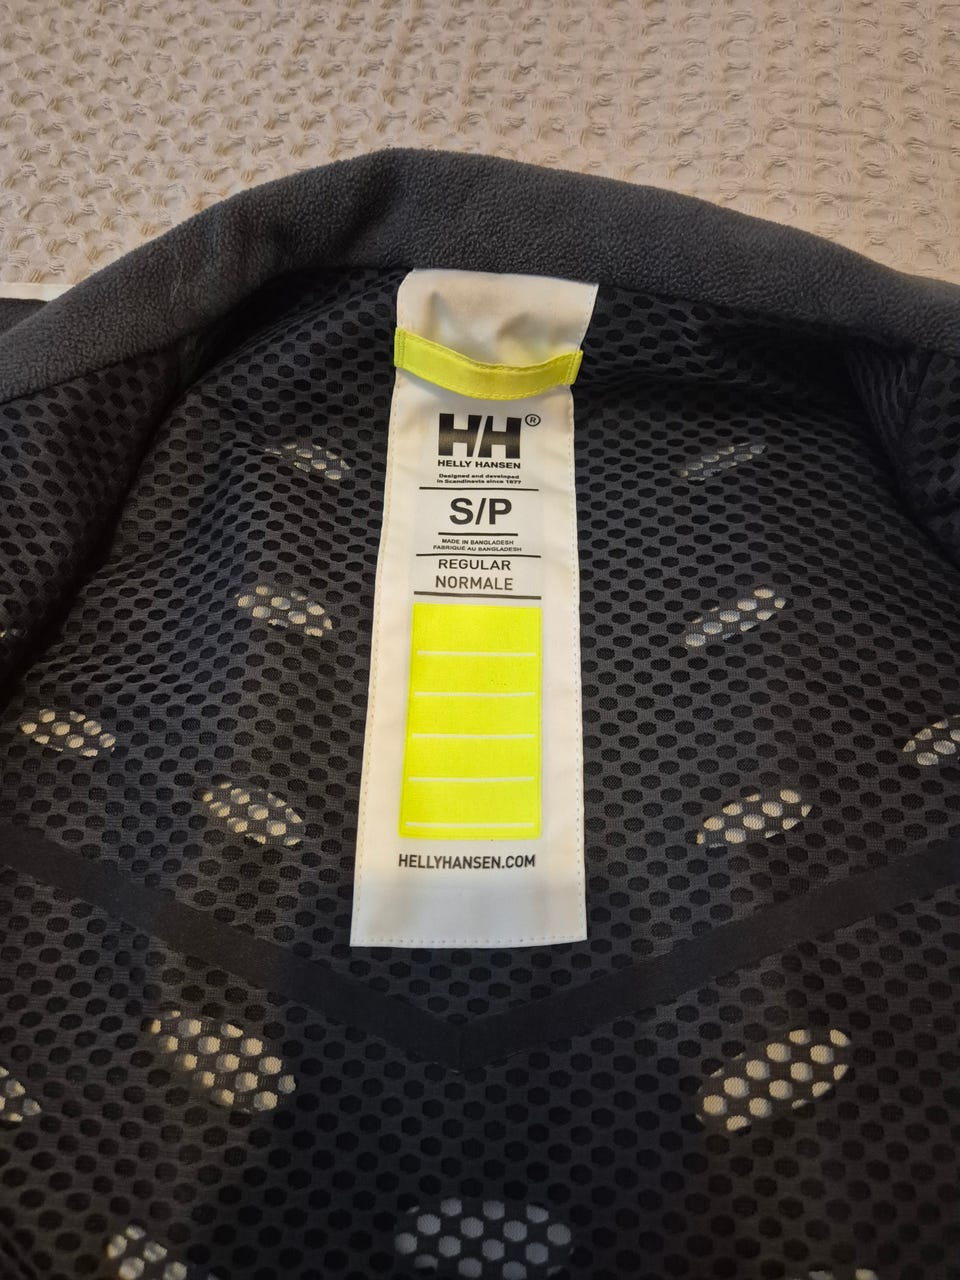 HH®
HELLY HANSEN
Designed and developed
in Scandinavia since 1877
S/P
MADE IN BANGLADESH
FABRIQUÉ AU BANGLADESH
REGULAR
NORMALE
HELLYHANSEN.COM